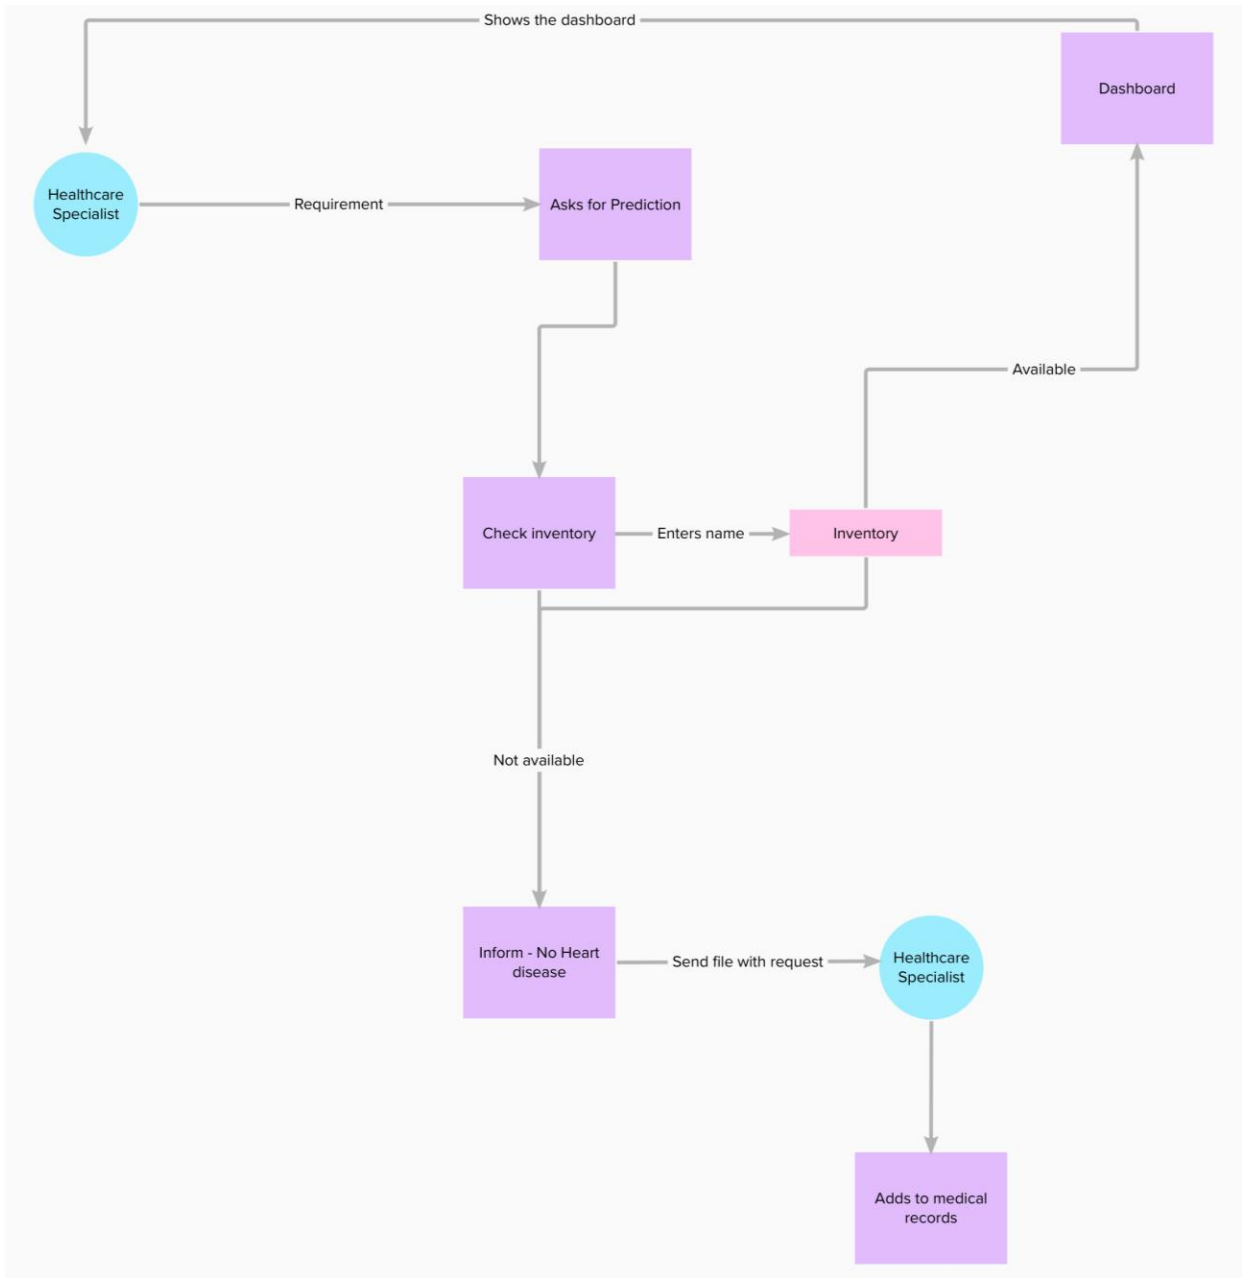 Shows the dashboard
Dashboard
Healthcare
Specialist
Requirement
Asks for Prediction
Available
Check inventory
Enters name
Inventory
Not available
Inform - No Heart
disease
Send file with request
Healthcare
Specialist
Adds to medical
records